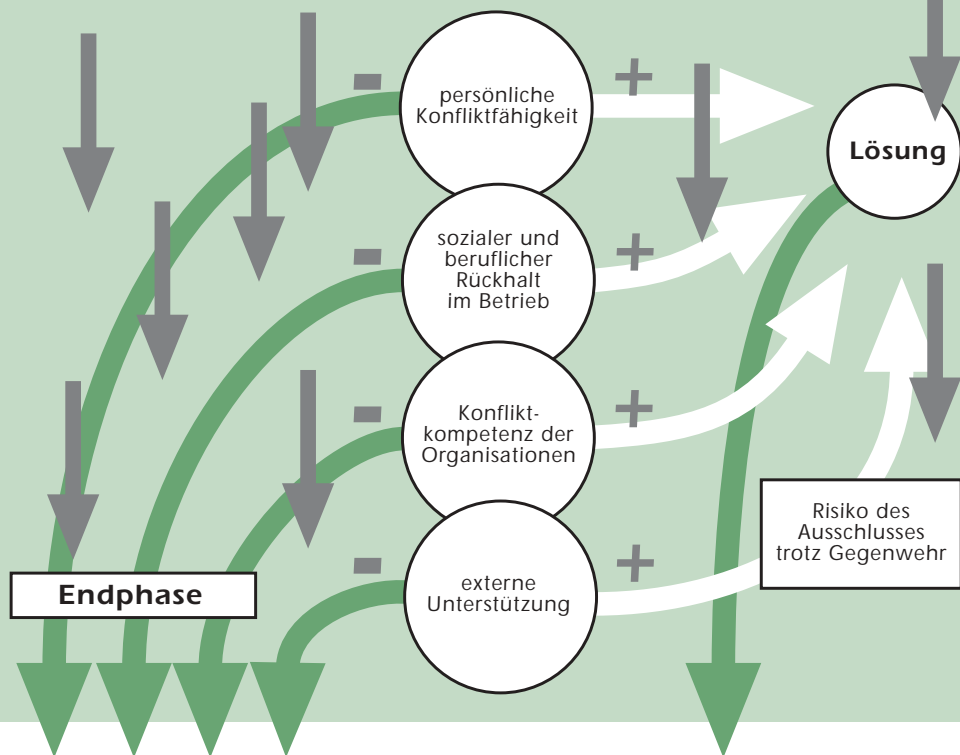 -
persönliche
Konfliktfähigkeit
+
Lösung
-
sozialer und
beruflicher
Rückhalt
im Betrieb
+
-
Konflikt-
kompetenz der
Organisationen
+
Risiko des
Ausschlusses
trotz Gegenwehr
Endphase
-
externe
Unterstützung
+